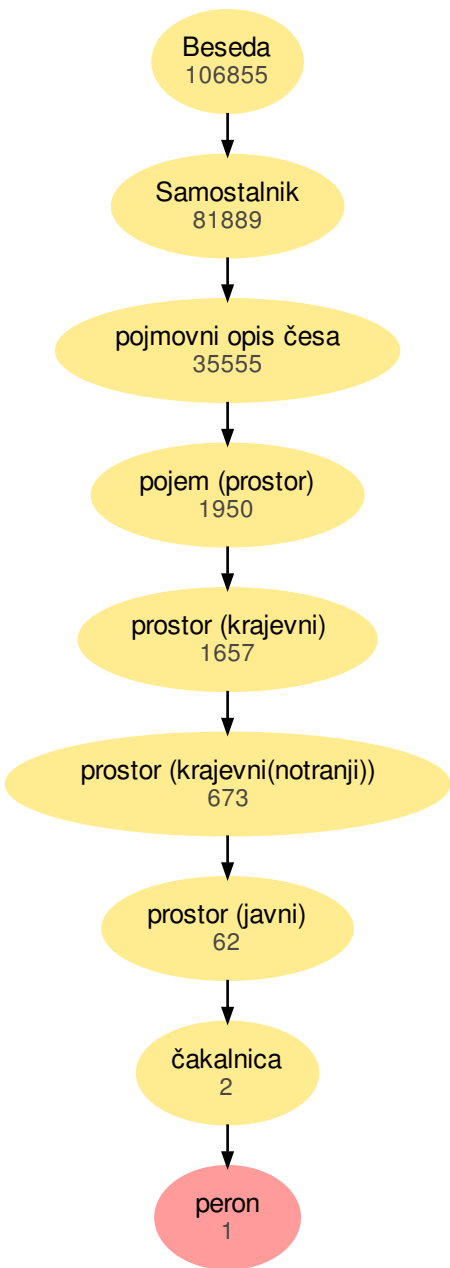 Beseda
106855
Samostalnik
81889
pojmovni opis česa
35555
pojem (prostor)
1950
prostor (krajevni)
1657
prostor (krajevni(notranji))
673
prostor (javni)
62
čakalnica
2
peron
1